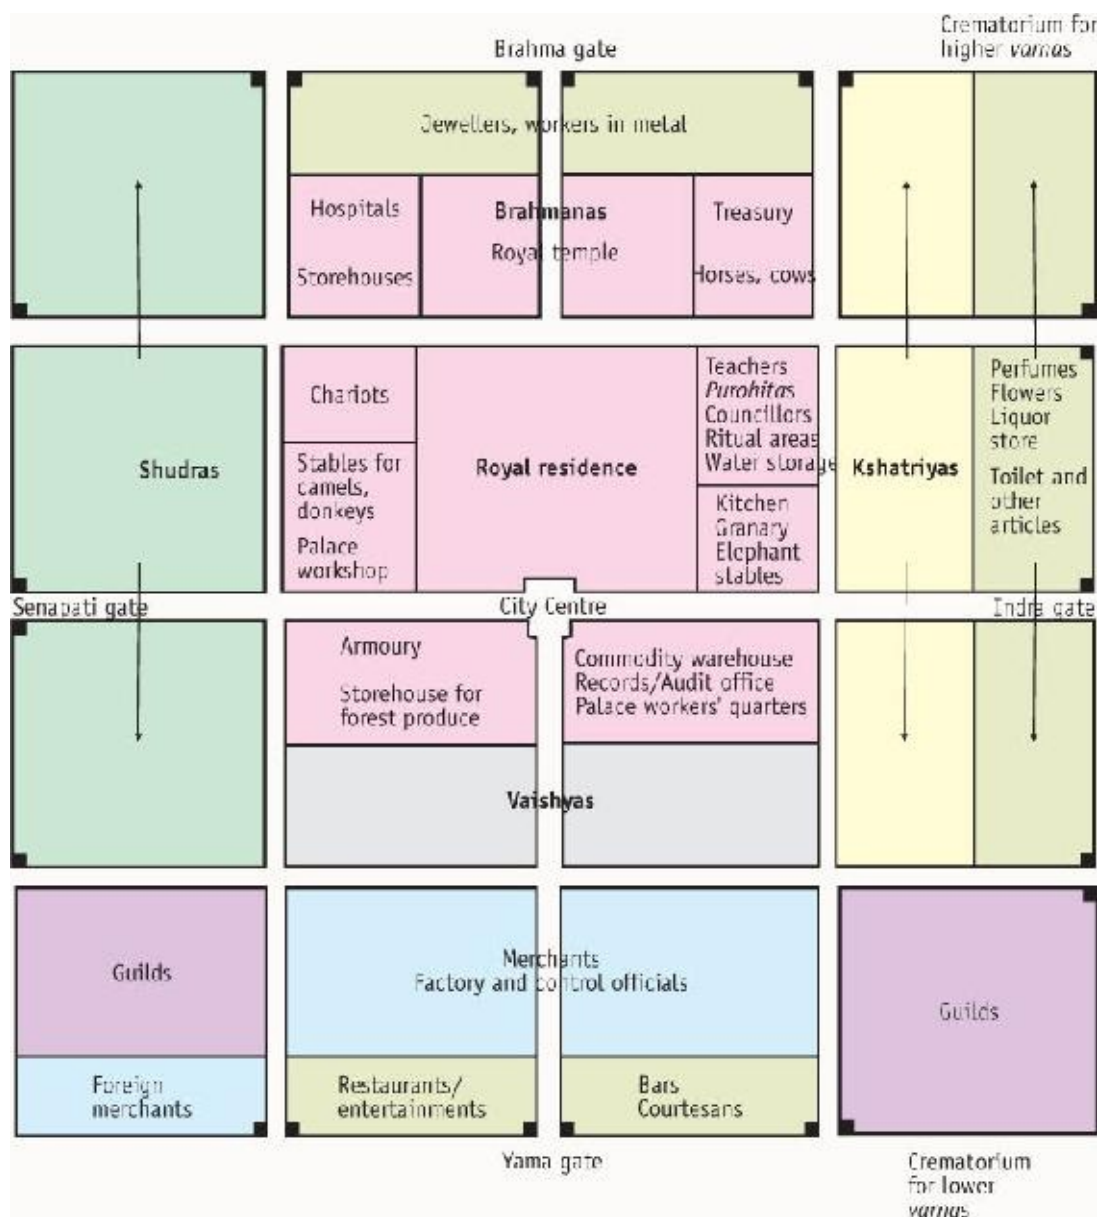 Crematorium for
higher varnas
Brahma gate
Jewellers, workers in metal
Hospitals
Storehouses
Brahmanas
Royal temple
Treasury
Horses, cows
Shudras
Chariots
Stables for
camels,
donkeys
Palace
workshop
Royal residence
Teachers
Purohitas
Councillors
Ritual areas
Water storage
Kitchen
Granary
Elephant
stables
Kshatriyas
Perfumes
Flowers
Liquor
store
Toilet and
other
articles
Senapati gate
City Centre
Indra gate
Armoury
Storehouse for
forest produce
Commodity warehouse
Records/Audit office
Palace workers' quarters
Vaishyas
Guilds
Merchants
Factory and control officials
Guilds
Foreign
merchants
Restaurants/
entertainments
Bars
Courtesans
Yama gate
Crematorium
for lower
varnas